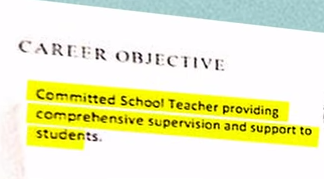 CAREER OBJECTIVE
Committed School Teacher providing
comprehensive supervision and support to
students.